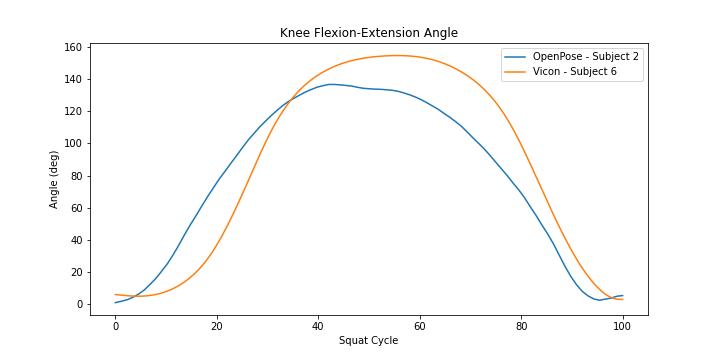 Knee Flexion-Extension Angle
OpenPose - Subject 2
Vicon - Subject 6
160
140
120
100
80
60
40
20
0
Angle (deg)
0 20 40 60 80 100
Squat Cycle